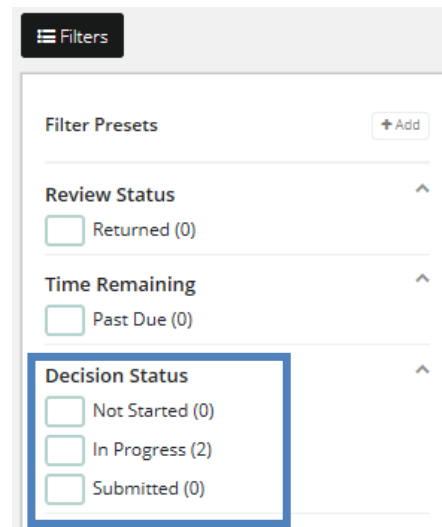 Filters
Filter Presets
+ Add
Review Status
Returned (0)
Time Remaining
Past Due (0)
Decision Status
Not Started (0)
In Progress (2)
Submitted (0)